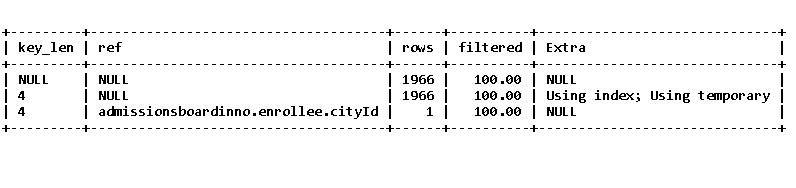 +---------+------------------------------------+------+----------+------------------------------+
| key_len | ref                                | rows | filtered | Extra                        |
+---------+------------------------------------+------+----------+------------------------------+
| NULL    | NULL                               | 1966 |   100.00 | NULL                         |
| 4       | NULL                               | 1966 |   100.00 | Using index; Using temporary |
| 4       | admissionsboardinno.enrollee.cityId |    1 |   100.00 | NULL                         |
+---------+------------------------------------+------+----------+------------------------------+